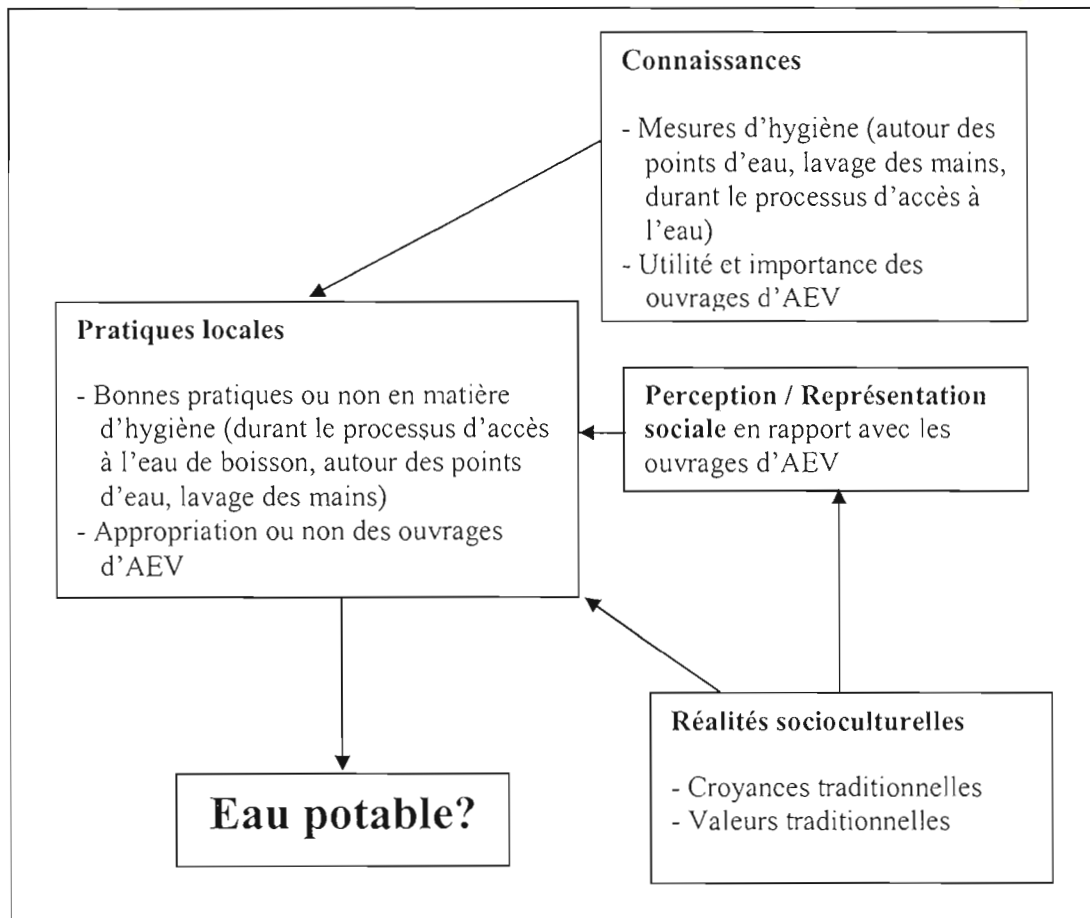 Connaissances
- Mesures d'hygiène (autour des
points d'eau, lavage des mains,
durant le processus d'accès à
l'eau)
- Utilité et importance des
ouvrages d'AEV
Pratiques locales
- Bonnes pratiques ou non en matière
d'hygiène (durant le processus d'accès
à l'eau de boisson, autour des points
d'eau, lavage des mains)
- Appropriation ou non des ouvrages
d'AEV
Perception / Représentation
sociale en rapport avec les
ouvrages d'AEV
Réalités socioculturelles
- Croyances traditionnelles
- Valeurs traditionnelles
Eau potable?